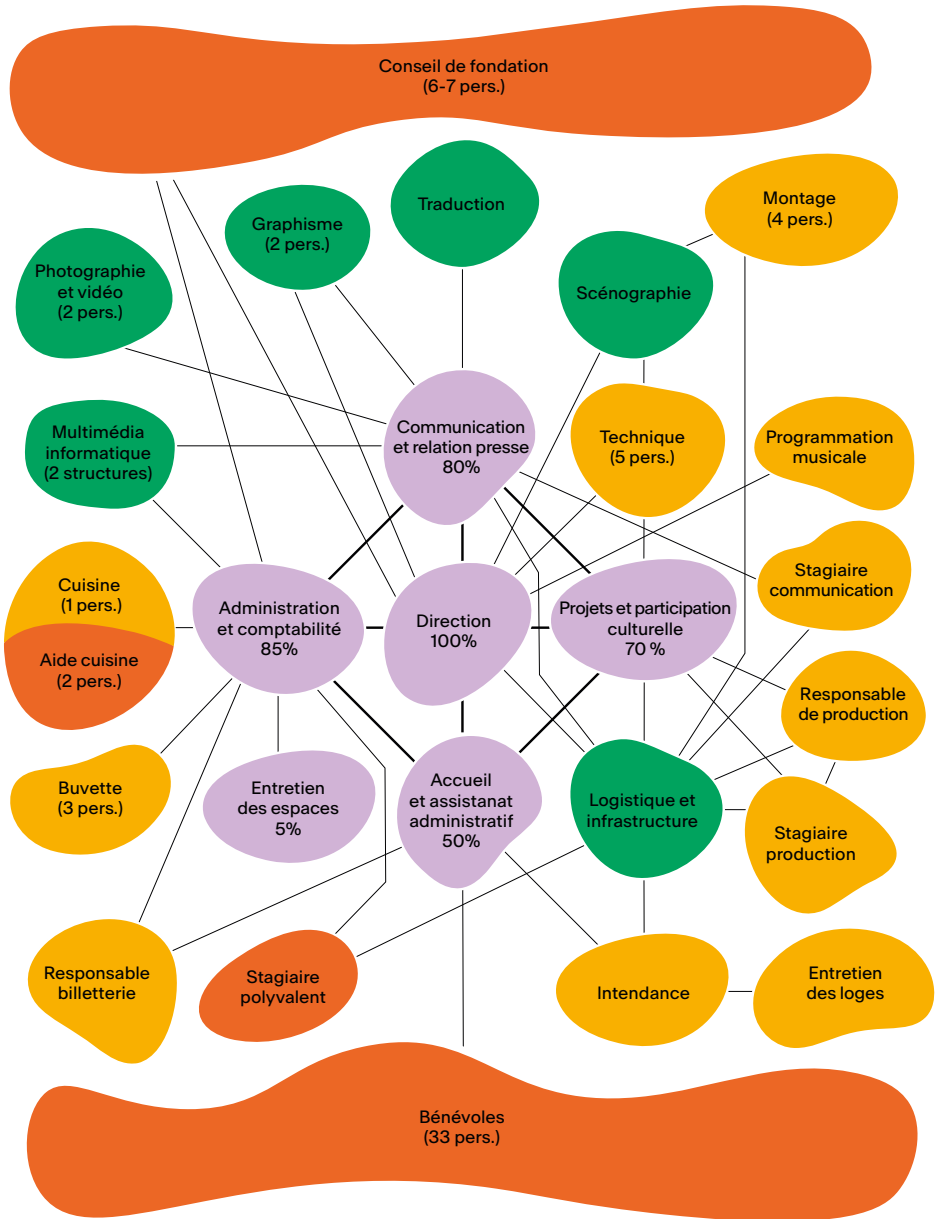 Conseil de fondation
(6-7 pers.)
Traduction
Montage
(4 pers.)
Graphisme
(2 pers.)
Photographie
et vidéo
(2 pers.)
Scénographie
Communication
et relation presse
80%
Multimédia
informatique
(2 structures)
Technique
(5 pers.)
Programmation
musicale
Stagiaire
communication
Cuisine
(1 pers.)
Aide cuisine
(2 pers.)
Administration
et comptabilité
85%
Direction
100%
Projets et participation
culturelle
70 %
Responsable
de production
Buvette
(3 pers.)
Entretien
des espaces
5%
Accueil
et assistanat
administratif
50%
Logistique et
infrastructure
Stagiaire
production
Responsable
billetterie
Stagiaire
polyvalent
Intendance
Entretien
des loges
Bénévoles
(33 pers.)